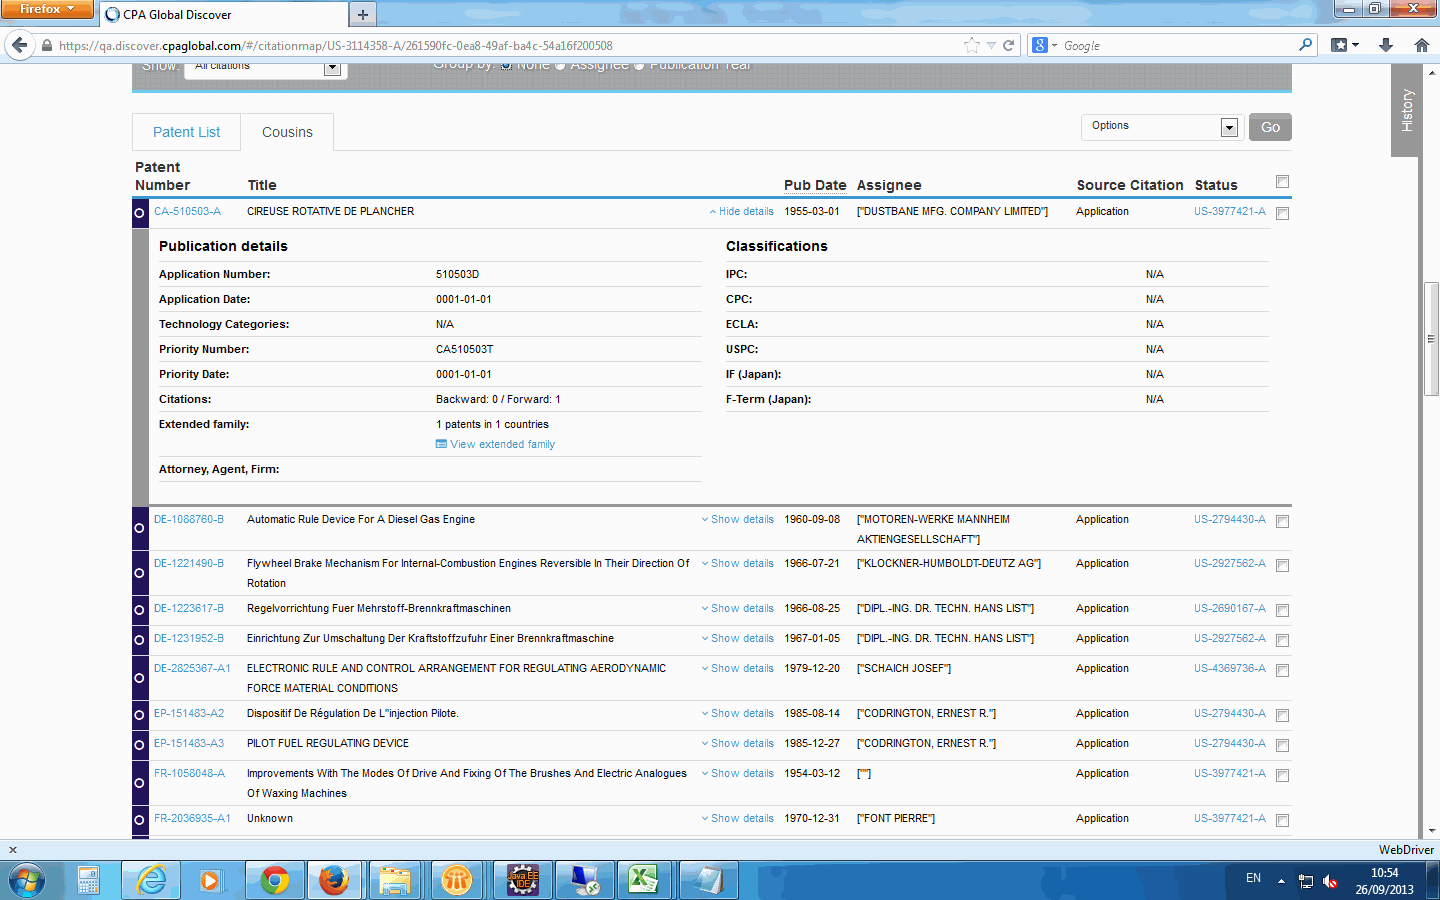 Firefox
CPA Global Discover
https://qa.discover.cpaglobal.com/#/citationmap/US-3114358-A/261590fc-0ea8-49af-ba4c-54a16f200508
Google
Show: All citations Group by: None Assignee Publication Year
History
Patent List Cousins Options Go
Patent Number Title Pub Date Assignee Source Citation Status
CA-510503-A CIREUSE ROTATIVE DE PLANCHER Hide details 1955-03-01 ["DUSTBANE MFG. COMPANY LIMITED"] Application US-3977421-A
Publication details Classifications
Application Number: 510503D IPC: N/A
Application Date: 0001-01-01 CPC: N/A
Technology Categories: N/A ECLA: N/A
Priority Number: CA510503T USPC: N/A
Priority Date: 0001-01-01 IF (Japan): N/A
Citations: Backward: 0 / Forward: 1 F-Term (Japan): N/A
Extended family: 1 patents in 1 countries
View extended family
Attorney, Agent, Firm:
DE-1088760-B Automatic Rule Device For A Diesel Gas Engine Show details 1960-09-08 ["MOTOREN-WERKE MANNHEIM Application US-2794430-A
AKTIENGESELLSCHAFT"]
DE-1221490-B Flywheel Brake Mechanism For Internal-Combustion Engines Reversible In Their Direction Of Show details 1966-07-21 ["KLOCKNER-HUMBOLDT-DEUTZ AG"] Application US-2927562-A
Rotation
DE-1223617-B Regelvorrichtung Fuer Mehrstoff-Brennkraftmaschinen Show details 1966-08-25 ["DIPL.-ING. DR. TECHN. HANS LIST"] Application US-2690167-A
DE-1231952-B Einrichtung Zur Umschaltung Der Kraftstoffzufuhr Einer Brennkraftmaschine Show details 1967-01-05 ["DIPL.-ING. DR. TECHN. HANS LIST"] Application US-2927562-A
DE-2825367-A1 ELECTRONIC RULE AND CONTROL ARRANGEMENT FOR REGULATING AERODYNAMIC Show details 1979-12-20 ["SCHAICH JOSEF"] Application US-4369736-A
FORCE MATERIAL CONDITIONS
EP-151483-A2 Dispositif De Régulation De L''injection Pilote. Show details 1985-08-14 ["CODRINGTON, ERNEST R."] Application US-2794430-A
EP-151483-A3 PILOT FUEL REGULATING DEVICE Show details 1985-12-27 ["CODRINGTON, ERNEST R."] Application US-2794430-A
FR-1058048-A Improvements With The Modes Of Drive And Fixing Of The Brushes And Electric Analogues Show details 1954-03-12 [""] Application US-3977421-A
Of Waxing Machines
FR-2036935-A1 Unknown Show details 1970-12-31 ["FONT PIERRE"] Application US-3977421-A
x WebDriver
Java EE
IDE
EN
10:54
26/09/2013